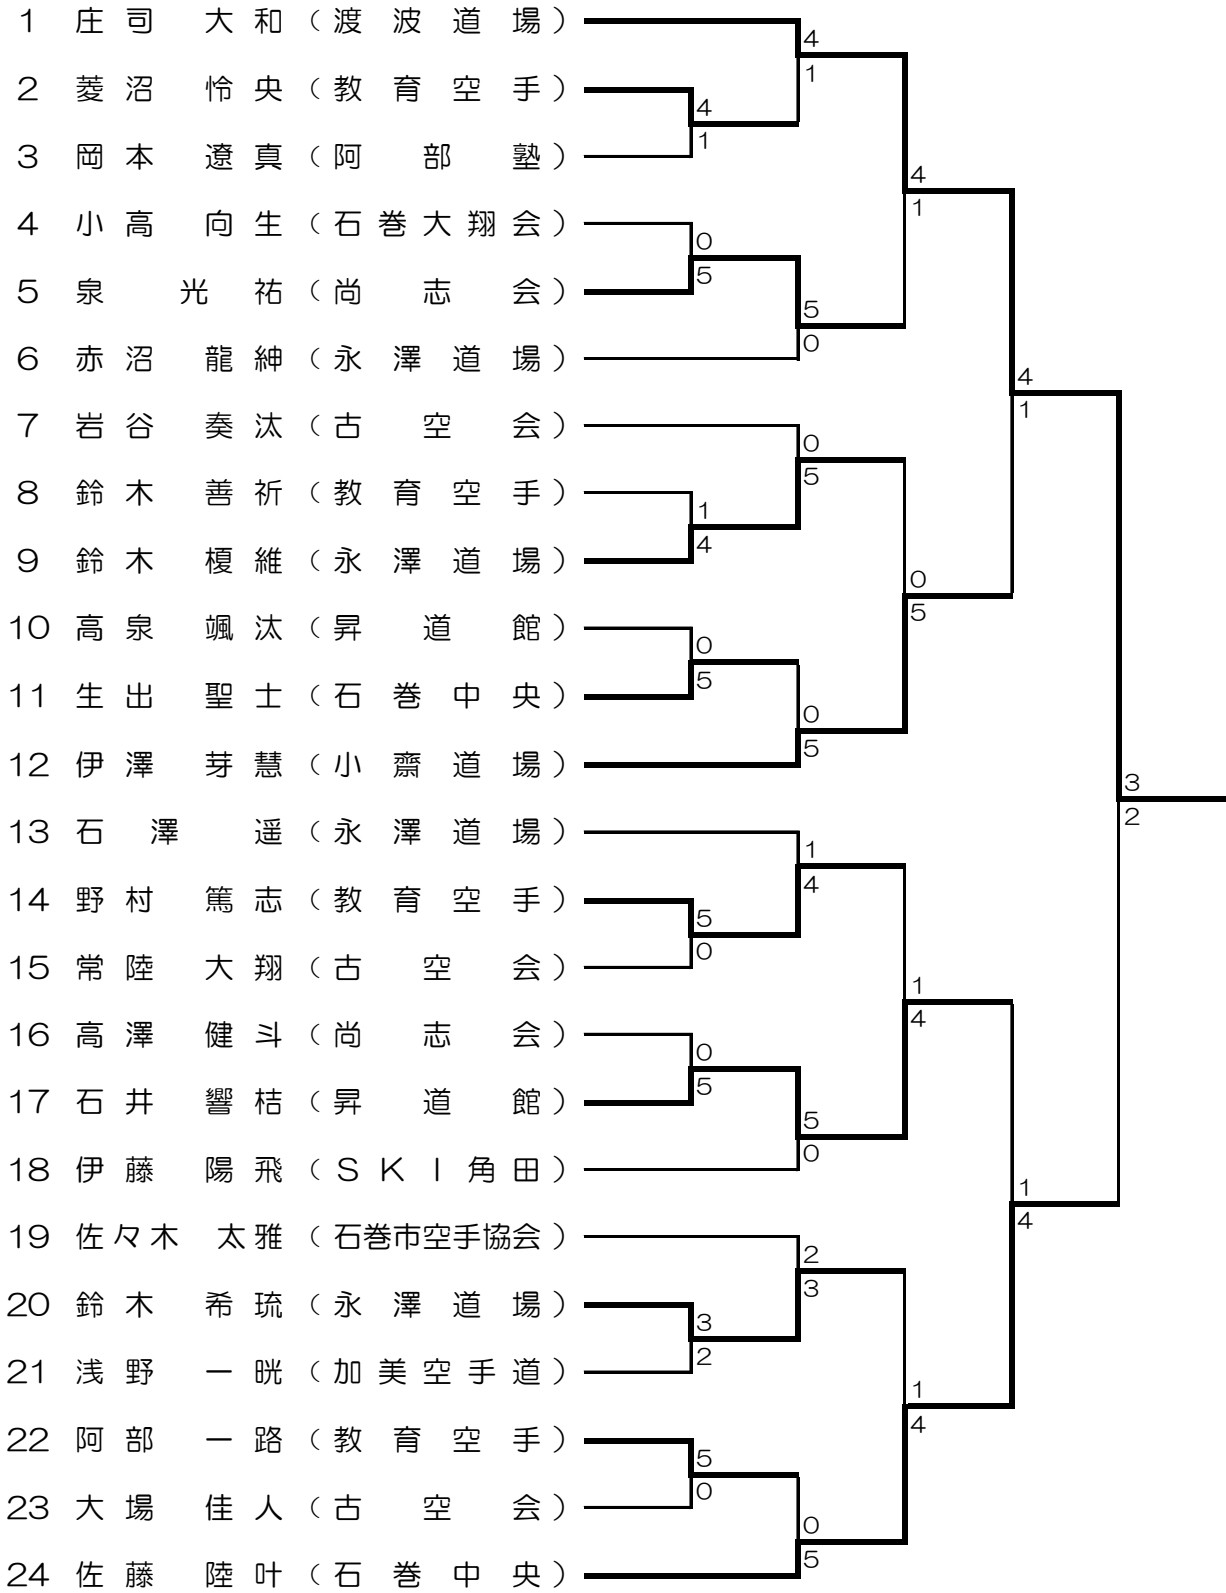 1 庄司 大和（渡波道場）
4
1
2 菱沼 怜央（教育空手）
4
1
3 岡本 遼真（阿部塾）
4
1
4 小高 向生（石巻大翔会）
0
5
5 泉 光祐（尚志会）
5
0
6 赤沼 龍紳（永澤道場）
4
1
7 岩谷 奏汰（古空会）
0
5
8 鈴木 善祈（教育空手）
1
4
9 鈴木 榎維（永澤道場）
0
5
10 高泉 颯汰（昇道館）
0
5
11 生出 聖士（石巻中央）
0
5
12 伊澤 芽慧（小齋道場）
3
2
13 石澤 遥（永澤道場）
1
4
14 野村 篤志（教育空手）
5
0
15 常陸 大翔（古空会）
1
4
16 高澤 健斗（尚志会）
0
5
17 石井 響桔（昇道館）
5
0
18 伊藤 陽飛（SKI角田）
1
4
19 佐々木 太雅（石巻市空手協会）
2
3
20 鈴木 希琉（永澤道場）
3
2
21 浅野 一晄（加美空手道）
1
4
22 阿部 一路（教育空手）
5
0
23 大場 佳人（古空会）
0
5
24 佐藤 陸叶（石巻中央）